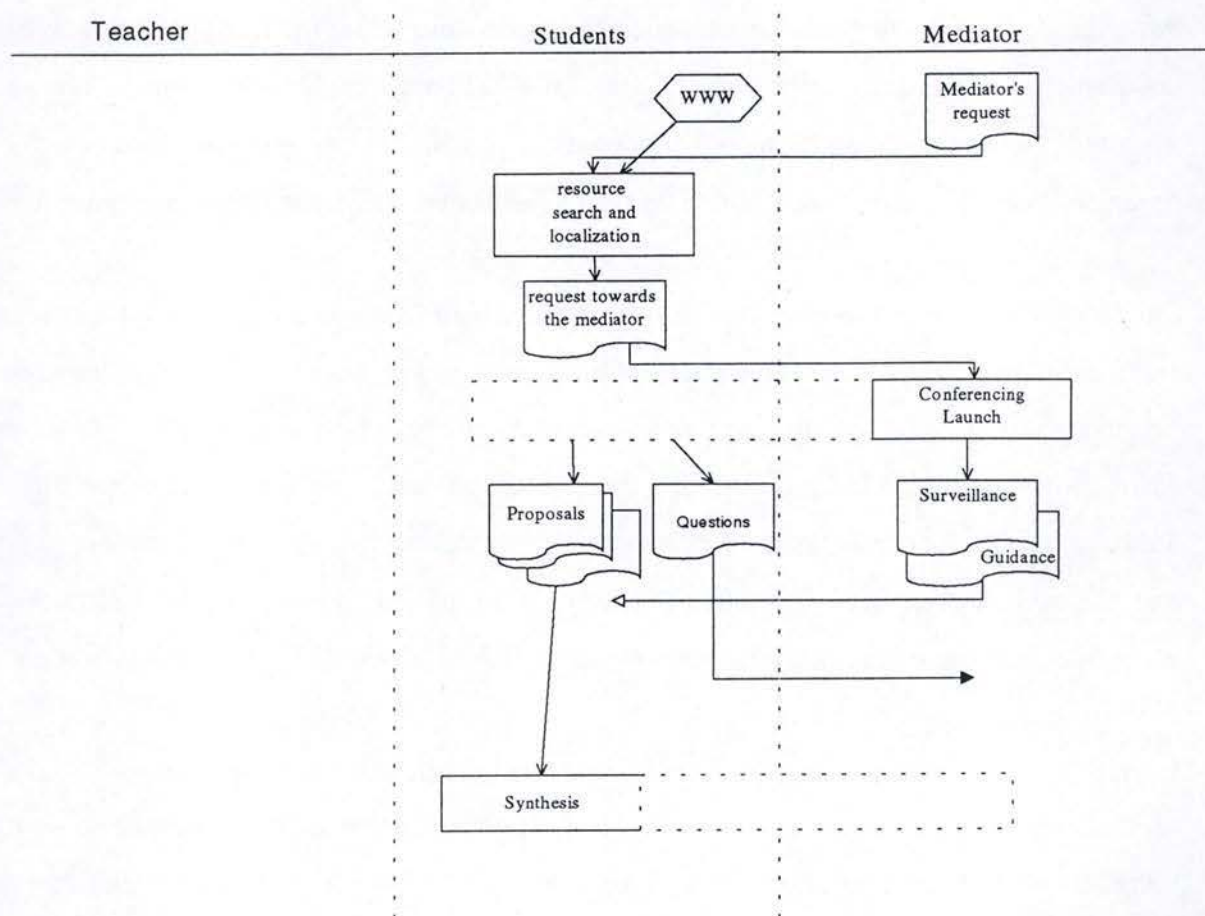 Teacher
Students
Mediator
WWW
Mediator's
request
resource
search and
localization
request towards
the mediator
Conferencing
Launch
Proposals
Questions
Surveillance
Guidance
Synthesis